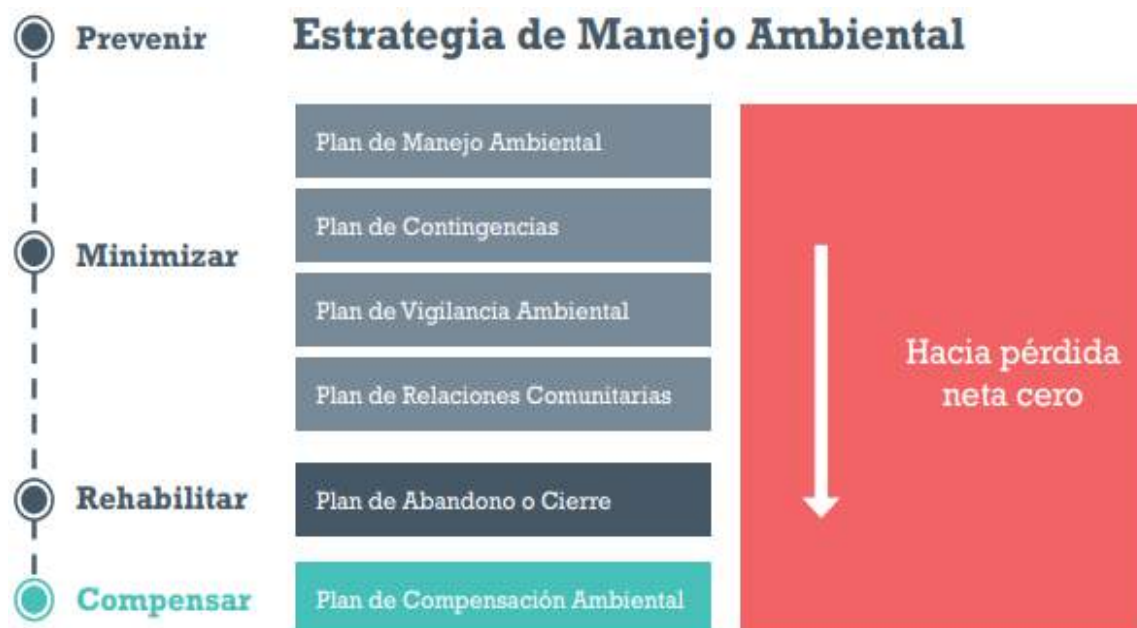 Prevenir
Estrategia de Manejo Ambiental
Plan de Manejo Ambiental
Plan de Contingencias
Minimizar
Plan de Vigilancia Ambiental
Plan de Relaciones Comunitarias
Hacia pérdida
neta cero
Rehabilitar
Plan de Abandono o Cierre
Compensar
Plan de Compensación Ambiental